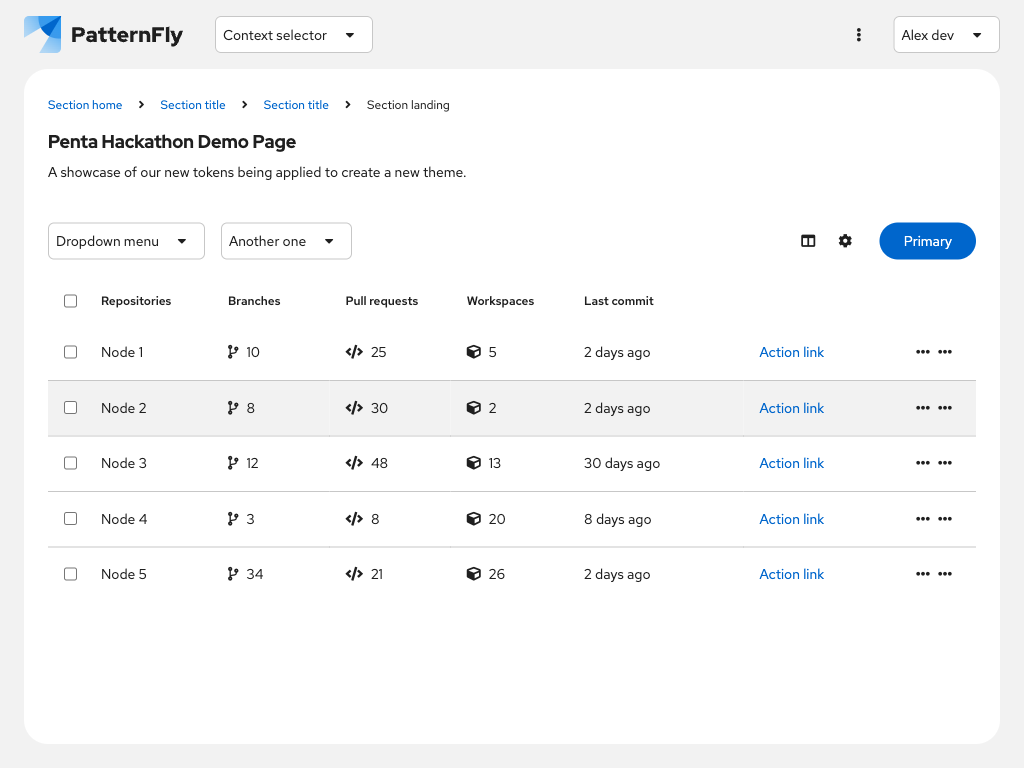 PatternFly Context selector Alex dev
Section home Section title Section title Section landing
Penta Hackathon Demo Page
A showcase of our new tokens being applied to create a new theme.
Dropdown menu Another one Primary
Repositories Branches Pull requests Workspaces Last commit
Node 1 10 25 5 2 days ago Action link
Node 2 8 30 2 2 days ago Action link
Node 3 12 48 13 30 days ago Action link
Node 4 3 8 20 8 days ago Action link
Node 5 34 21 26 2 days ago Action link